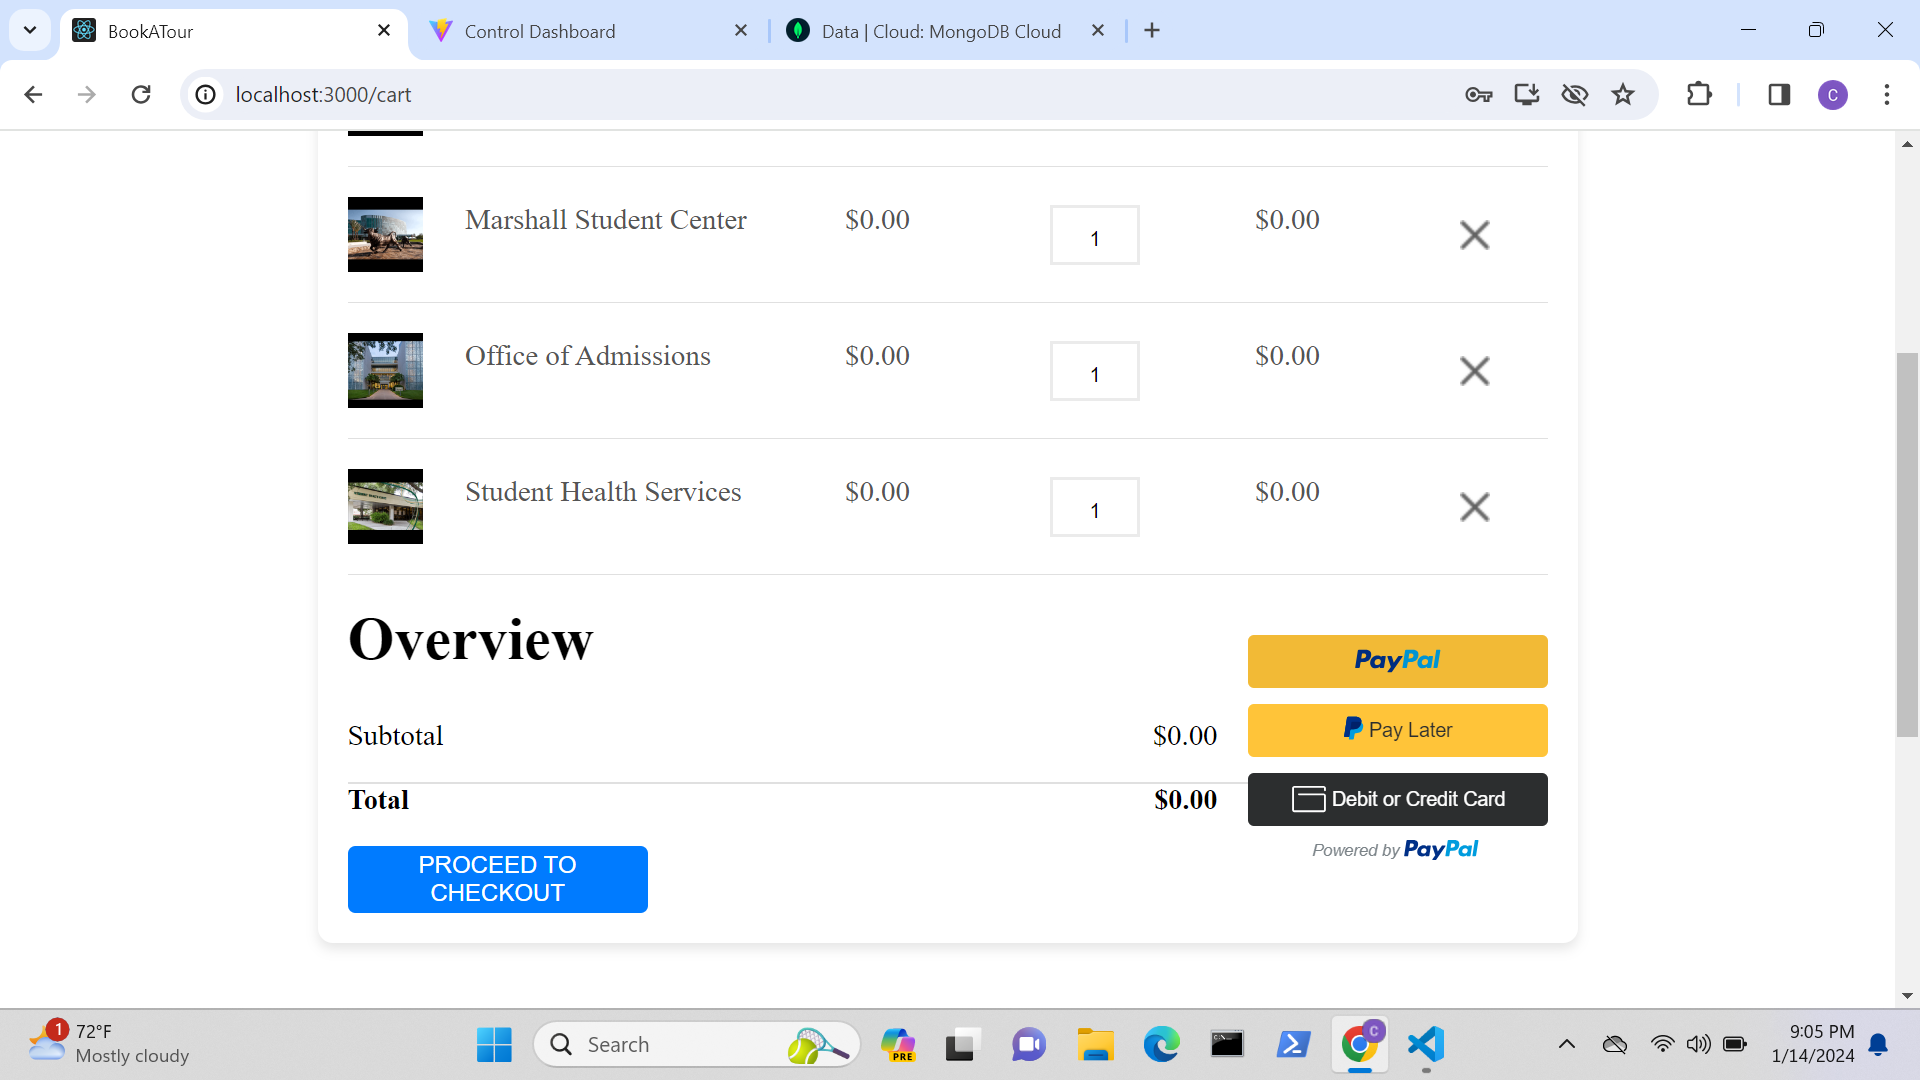 BookATour
Control Dashboard
Data | Cloud: MongoDB Cloud
localhost:3000/cart
C
Marshall Student Center $0.00 1 $0.00
Office of Admissions $0.00 1 $0.00
Student Health Services $0.00 1 $0.00
Overview
Subtotal $0.00
Total $0.00
PROCEED TO
CHECKOUT
PayPal
Pay Later
Debit or Credit Card
Powered by PayPal
1
72°F
Mostly cloudy
Search
PRE
C
9:05 PM
1/14/2024